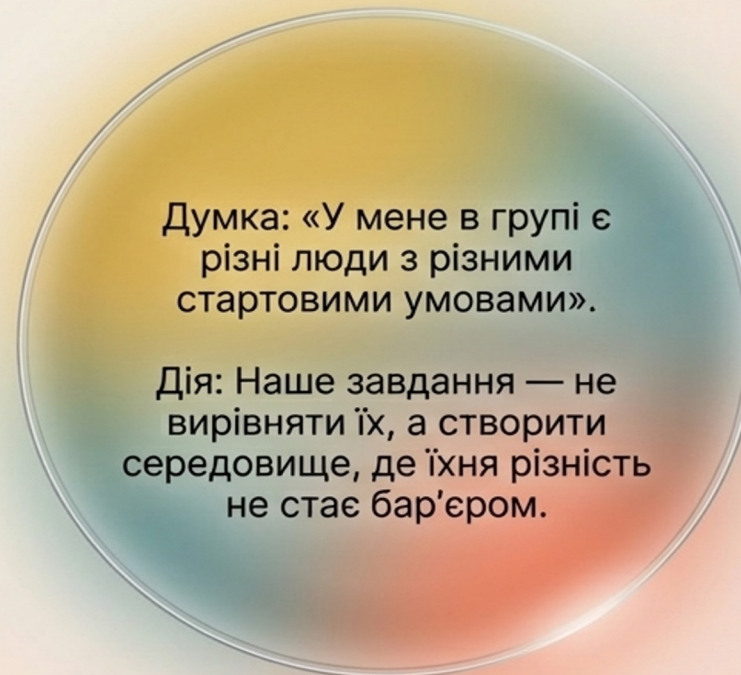 Думка: «У мене в групі є
різні люди з різними
стартовими умовами».
Дія: Наше завдання — не
вирівняти їх, а створити
середовище, де їхня різність
не стає бар’єром.